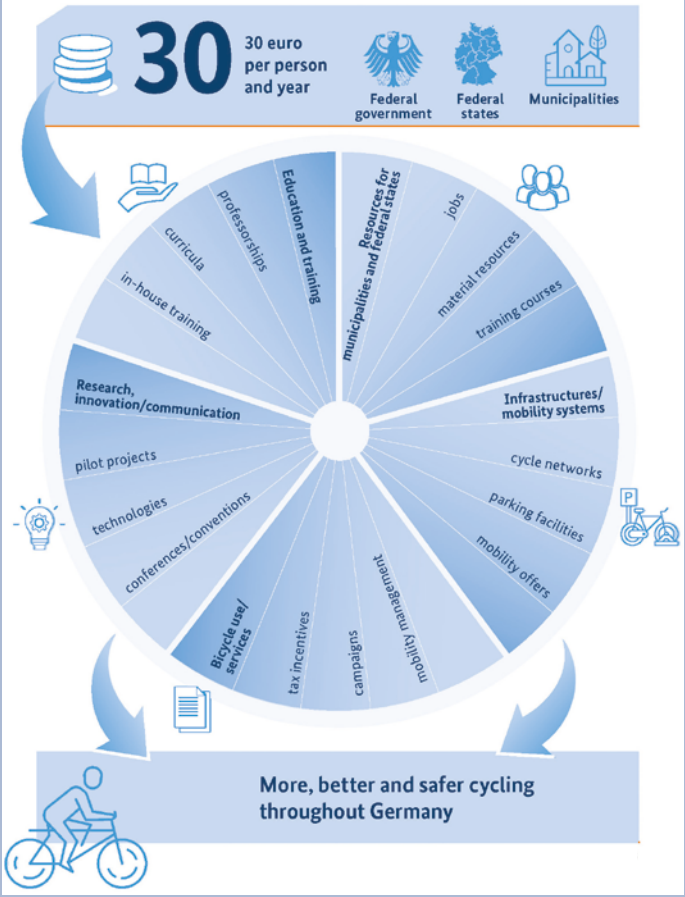 30
30 euro
per person
and year
Federal
government
Federal
states
Municipalities
Resources for
municipalities and federal states
jobs
material resources
training courses
Infrastructures/
mobility systems
cycle networks
parking facilities
mobility offers
mobility management
campaigns
tax incentives
Bicycle use/
services
conferences/conventions
technologies
pilot projects
Research,
innovation/communication
in-house training
curricula
professorships
Education and training
P
More, better and safer cycling
throughout Germany